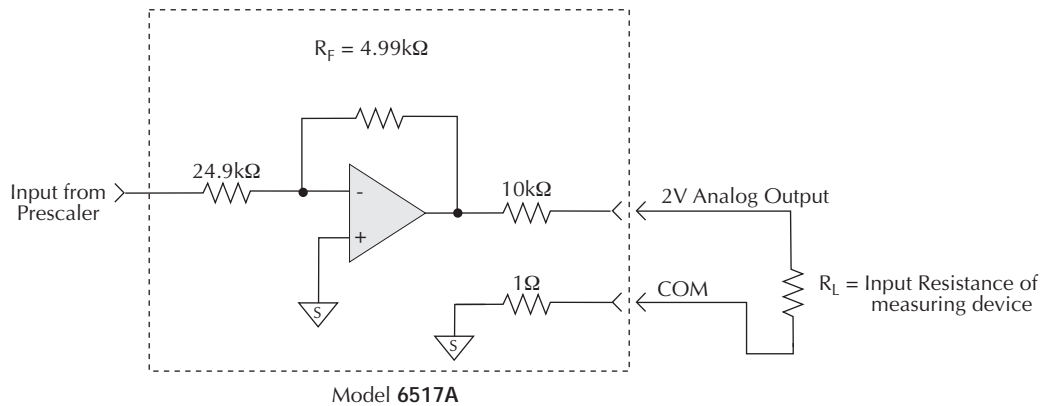 R_F = 4.99kΩ
24.9kΩ
Input from
Prescaler
-
+
10kΩ
2V Analog Output
S
1Ω
COM
S
R_L = Input Resistance of
measuring device
Model 6517A